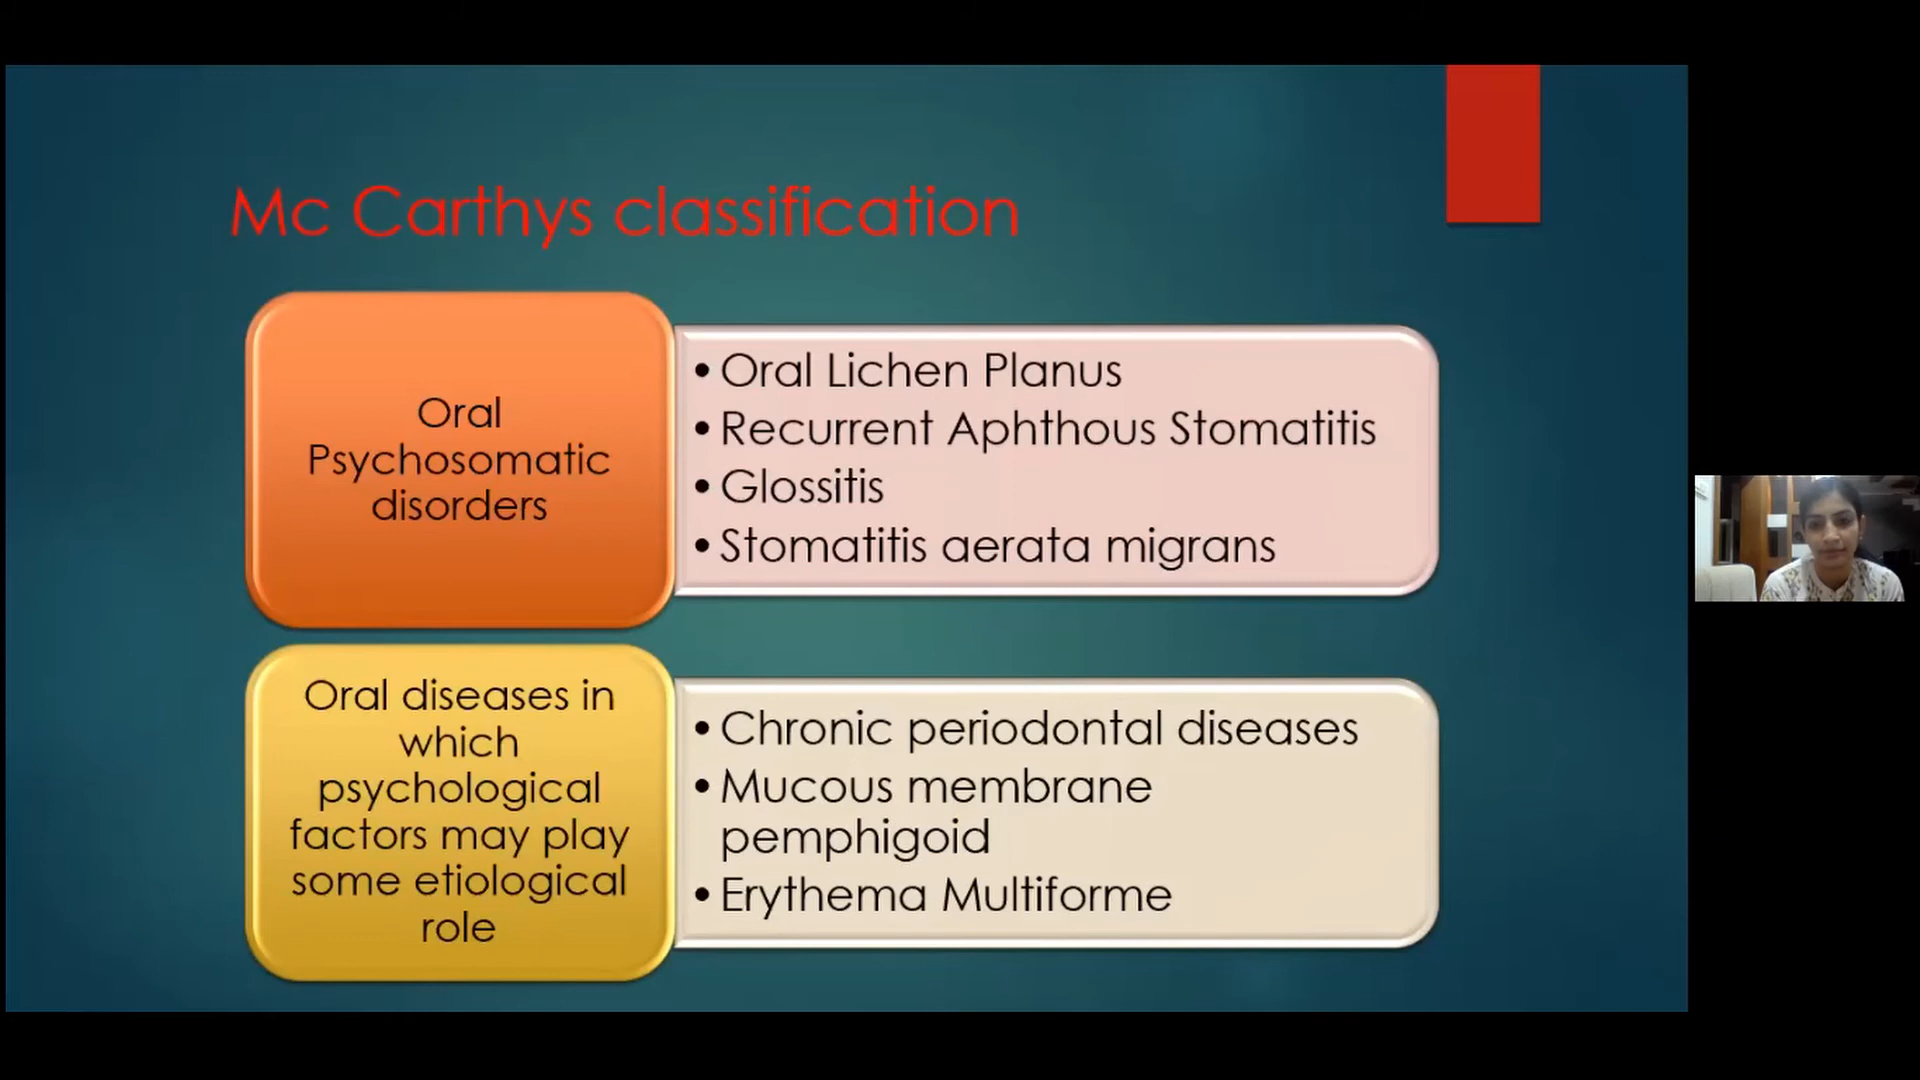 Mc Carthys classification
Oral
Psychosomatic
disorders
• Oral Lichen Planus
• Recurrent Aphthous Stomatitis
• Glossitis
• Stomatitis aerata migrans
Oral diseases in
which
psychological
factors may play
some etiological
role
• Chronic periodontal diseases
• Mucous membrane
pemphigoid
• Erythema Multiforme